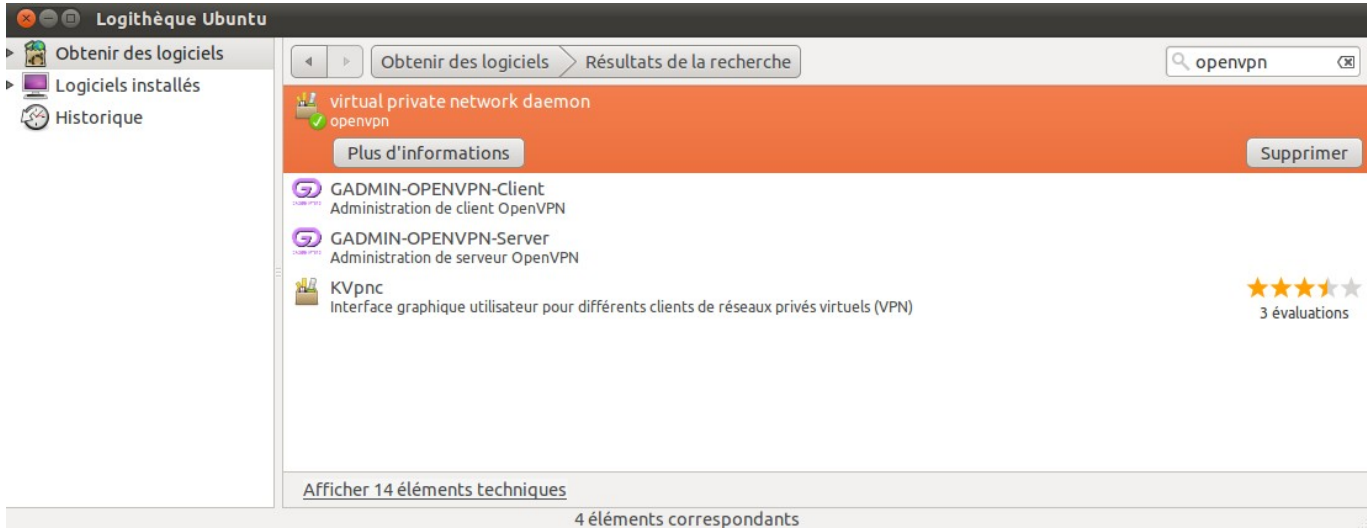 Logithèque Ubuntu
Obtenir des logiciels
Logiciels installés
Historique
Obtenir des logiciels
Résultats de la recherche
openvpn
virtual private network daemon
openvpn
Plus d'informations
Supprimer
GADMIN-OPENVPN-Client
Administration de client OpenVPN
GADMIN-OPENVPN-Server
Administration de serveur OpenVPN
KVpnc
Interface graphique utilisateur pour différents clients de réseaux privés virtuels (VPN)
3 évaluations
Afficher 14 éléments techniques
4 éléments correspondants